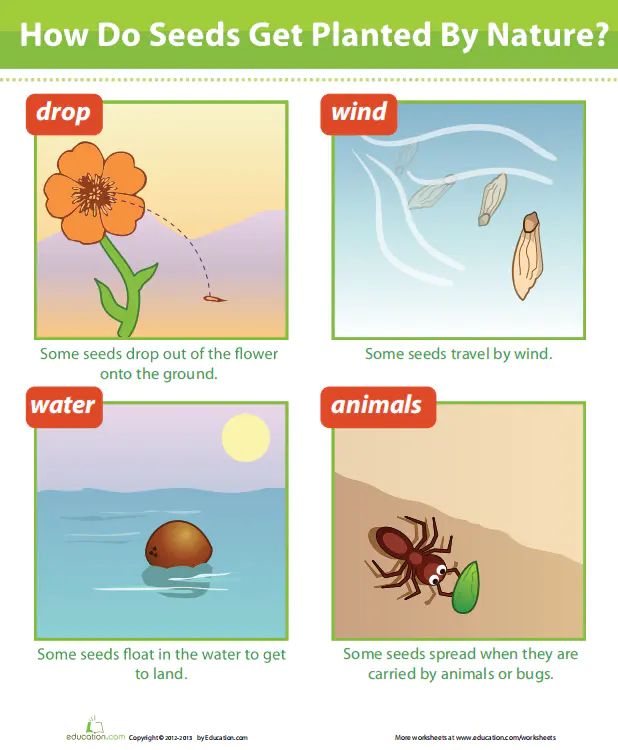 How Do Seeds Get Planted By Nature?
drop
wind
Some seeds drop out of the flower
onto the ground.
Some seeds travel by wind.
water
animals
Some seeds float in the water to get
to land.
Some seeds spread when they are
carried by animals or bugs.
education.com
Copyright © 2012-2013 by Education.com
More worksheets at www.education.com/worksheets